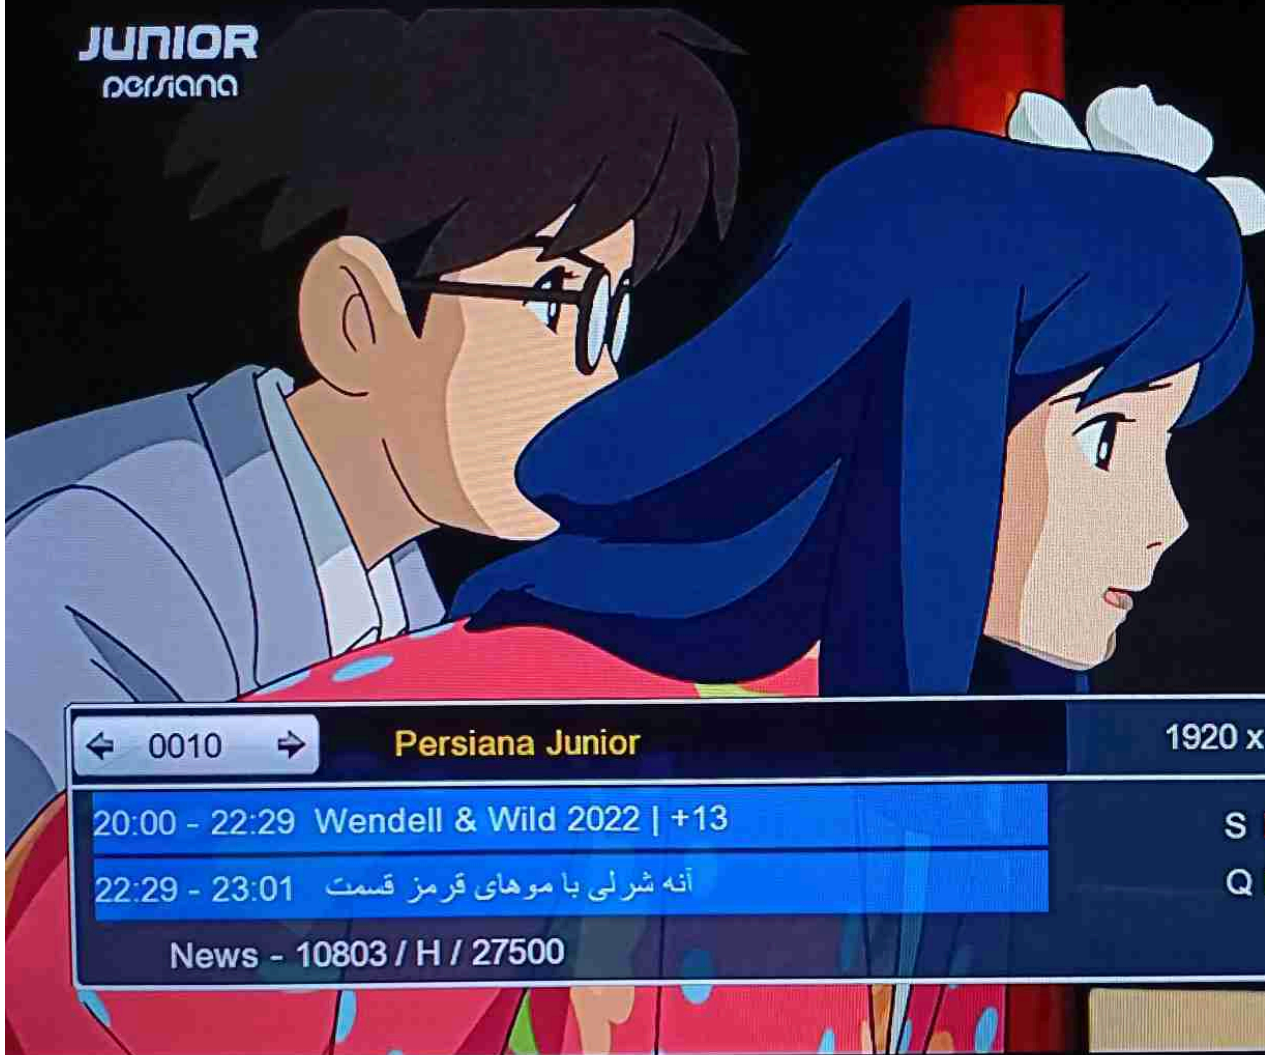 JUNIOR
persiana
0010
Persiana Junior
1920 x
20:00 - 22:29 Wendell & Wild 2022 | +13
S
22:29 - 23:01 آنه شرلی با موهای قرمز قسمت
Q
News - 10803 / H / 27500